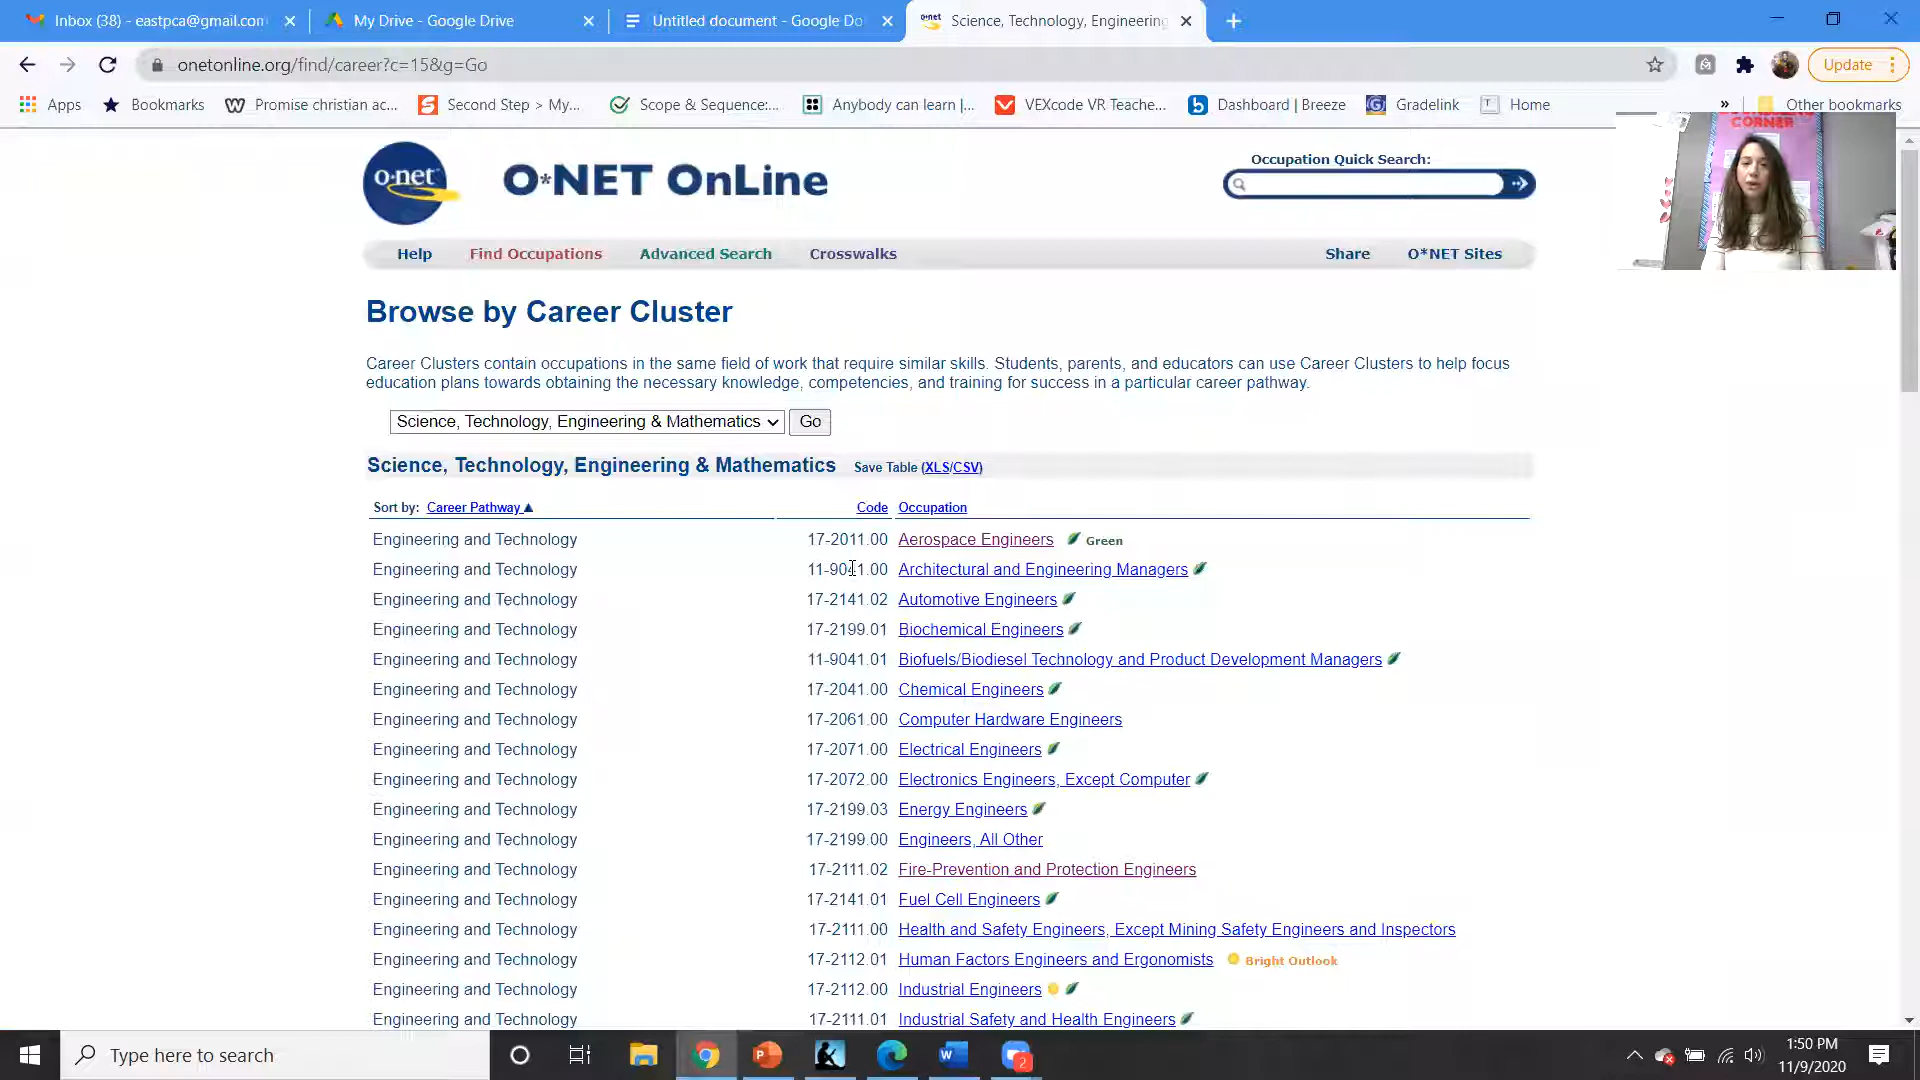 Inbox (38) - eastpca@gmail.com
My Drive - Google Drive
Untitled document - Google Do
Science, Technology, Engineering
onetonline.org/find/career?c=15&g=Go
Update
Apps
Bookmarks
Promise christian ac...
Second Step > My...
Scope & Sequence:...
Anybody can learn |...
VEXcode VR Teache...
Dashboard | Breeze
Gradelink
Home
»
Other bookmarks
CORNER
o·net
O*NET OnLine
Occupation Quick Search:
Help
Find Occupations
Advanced Search
Crosswalks
Share
O*NET Sites
Browse by Career Cluster
Career Clusters contain occupations in the same field of work that require similar skills. Students, parents, and educators can use Career Clusters to help focus
education plans towards obtaining the necessary knowledge, competencies, and training for success in a particular career pathway.
Science, Technology, Engineering & Mathematics Go
Science, Technology, Engineering & Mathematics Save Table (XLS/CSV)
Sort by: Career Pathway Code Occupation
Engineering and Technology 17-2011.00 Aerospace Engineers Green
Engineering and Technology 11-9041.00 Architectural and Engineering Managers
Engineering and Technology 17-2141.02 Automotive Engineers
Engineering and Technology 17-2199.01 Biochemical Engineers
Engineering and Technology 11-9041.01 Biofuels/Biodiesel Technology and Product Development Managers
Engineering and Technology 17-2041.00 Chemical Engineers
Engineering and Technology 17-2061.00 Computer Hardware Engineers
Engineering and Technology 17-2071.00 Electrical Engineers
Engineering and Technology 17-2072.00 Electronics Engineers, Except Computer
Engineering and Technology 17-2199.03 Energy Engineers
Engineering and Technology 17-2199.00 Engineers, All Other
Engineering and Technology 17-2111.02 Fire-Prevention and Protection Engineers
Engineering and Technology 17-2141.01 Fuel Cell Engineers
Engineering and Technology 17-2111.00 Health and Safety Engineers, Except Mining Safety Engineers and Inspectors
Engineering and Technology 17-2112.01 Human Factors Engineers and Ergonomists Bright Outlook
Engineering and Technology 17-2112.00 Industrial Engineers
Engineering and Technology 17-2111.01 Industrial Safety and Health Engineers
Type here to search
2
1:50 PM
11/9/2020